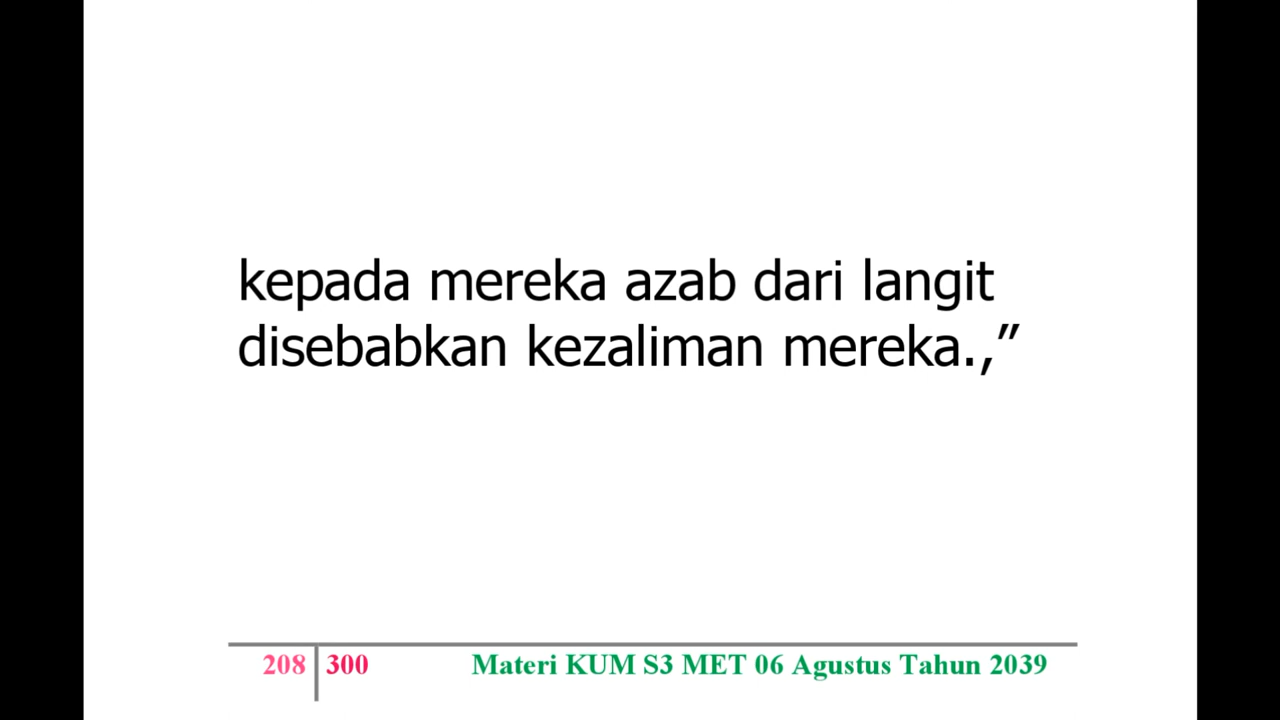 kepada mereka azab dari langit
disebabkan kezaliman mereka.,”
208 300 Materi KUM S3 MET 06 Agustus Tahun 2039